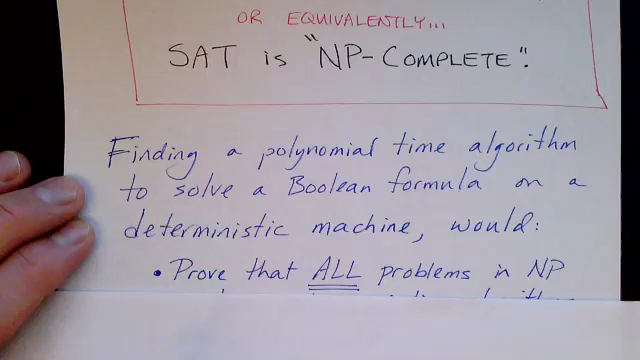 OR EQUIVALENTLY...
SAT is "NP-COMPLETE".
Finding a polynomial time algorithm
to solve a Boolean formula on a
deterministic machine, would:
• Prove that ALL problems in NP